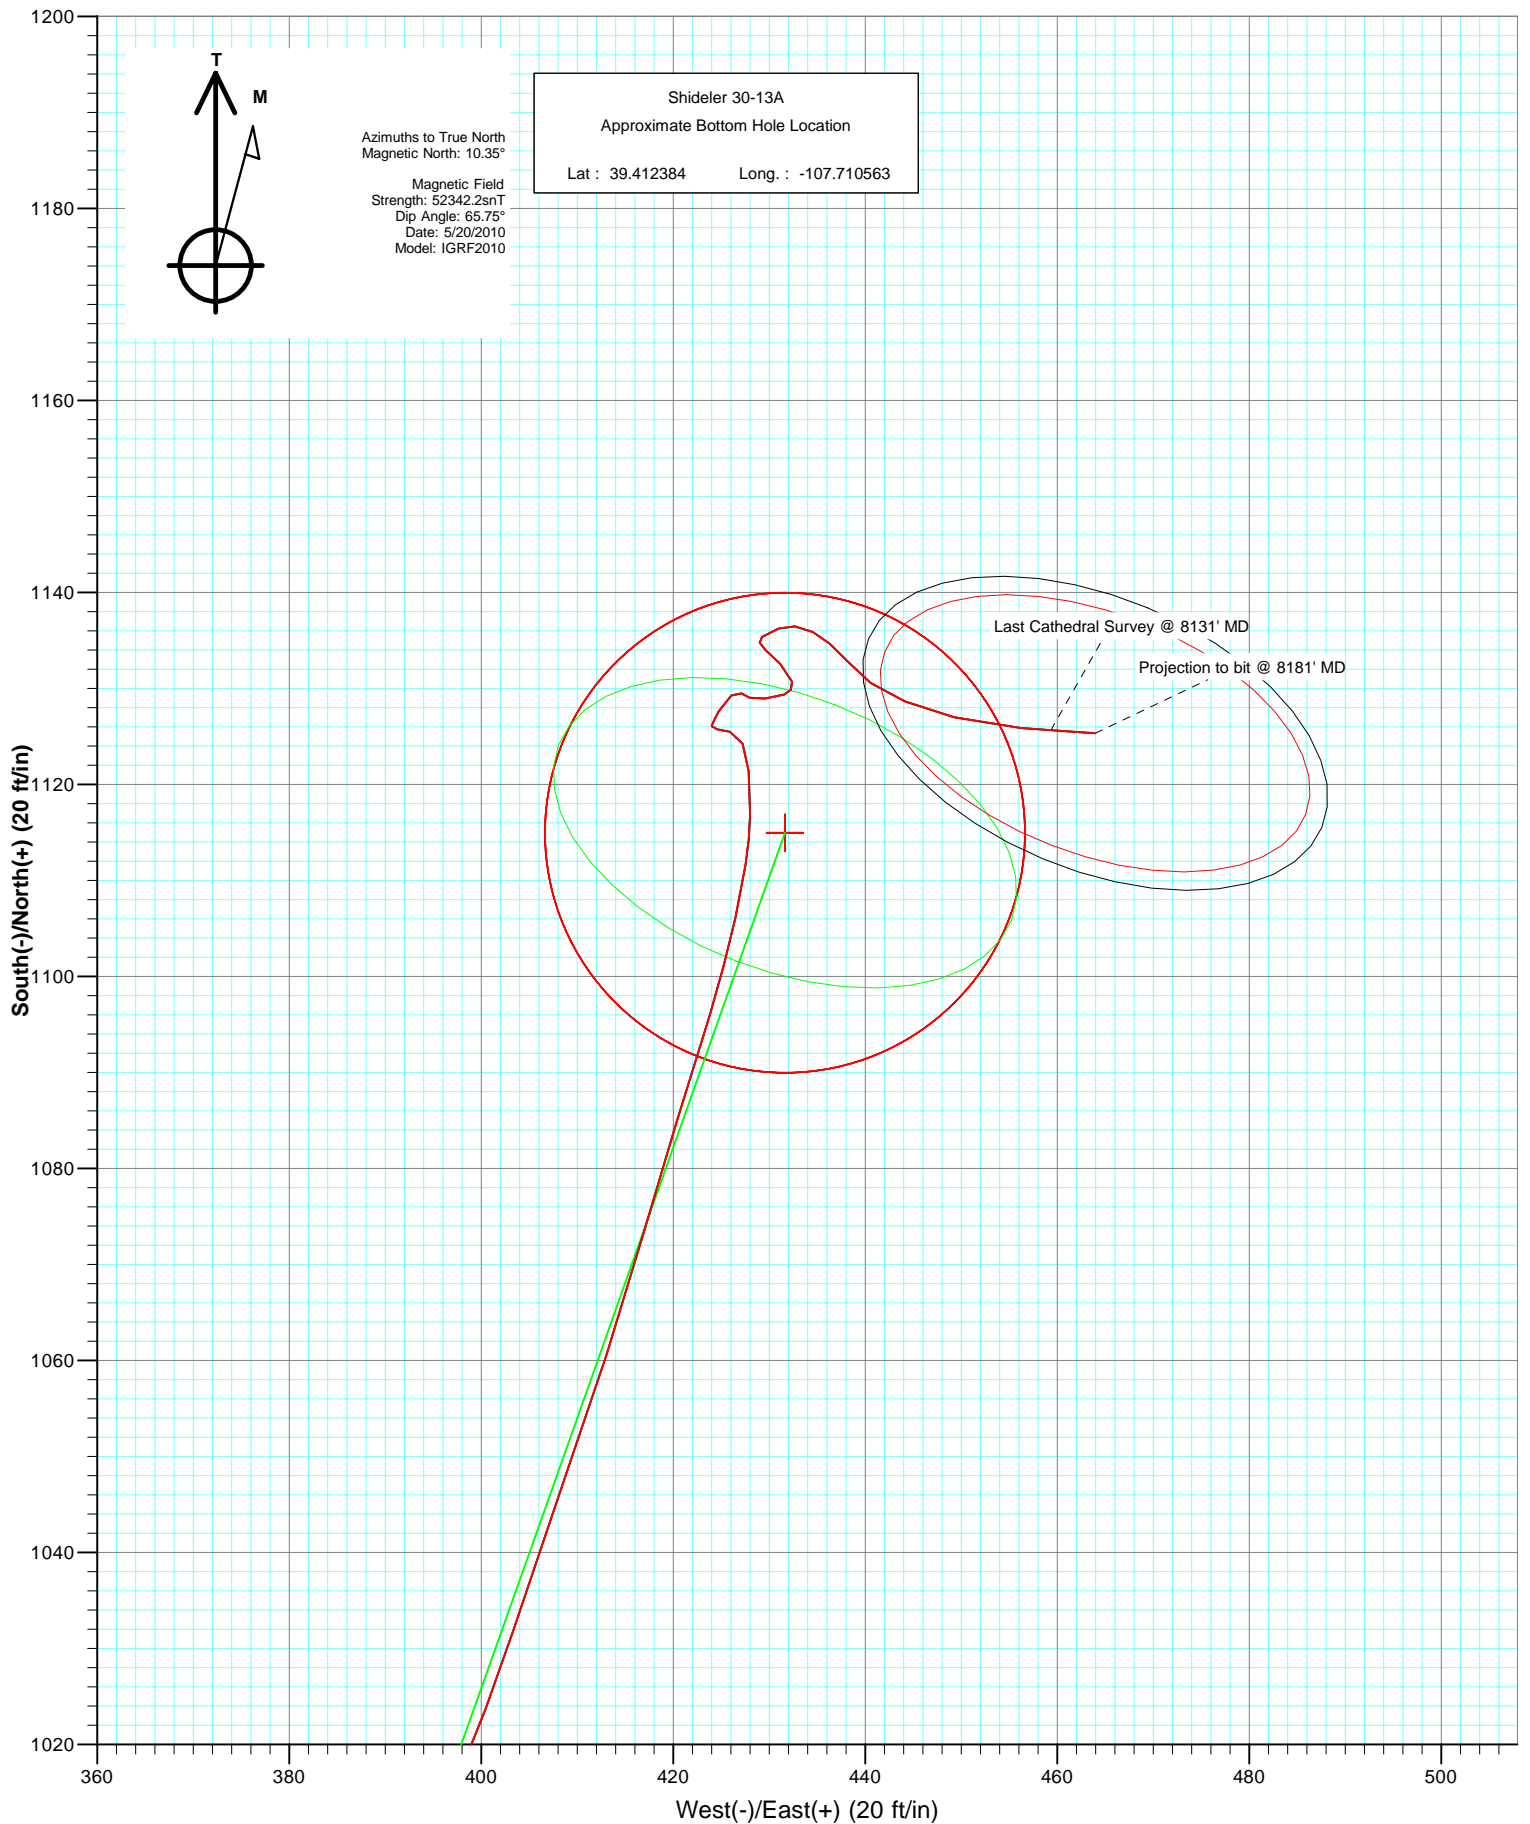 T
M
Azimuths to True North
Magnetic North: 10.35°
Magnetic Field
Strength: 52342.2snT
Dip Angle: 65.75°
Date: 5/20/2010
Model: IGRF2010
Shideler 30-13A
Approximate Bottom Hole Location
Lat : 39.412384 Long. : -107.710563
Last Cathedral Survey @ 8131' MD
Projection to bit @ 8181' MD
South(-)/North(+) (20 ft/in)
1200
1180
1160
1140
1120
1100
1080
1060
1040
1020
360 380 400 420 440 460 480 500
West(-)/East(+) (20 ft/in)